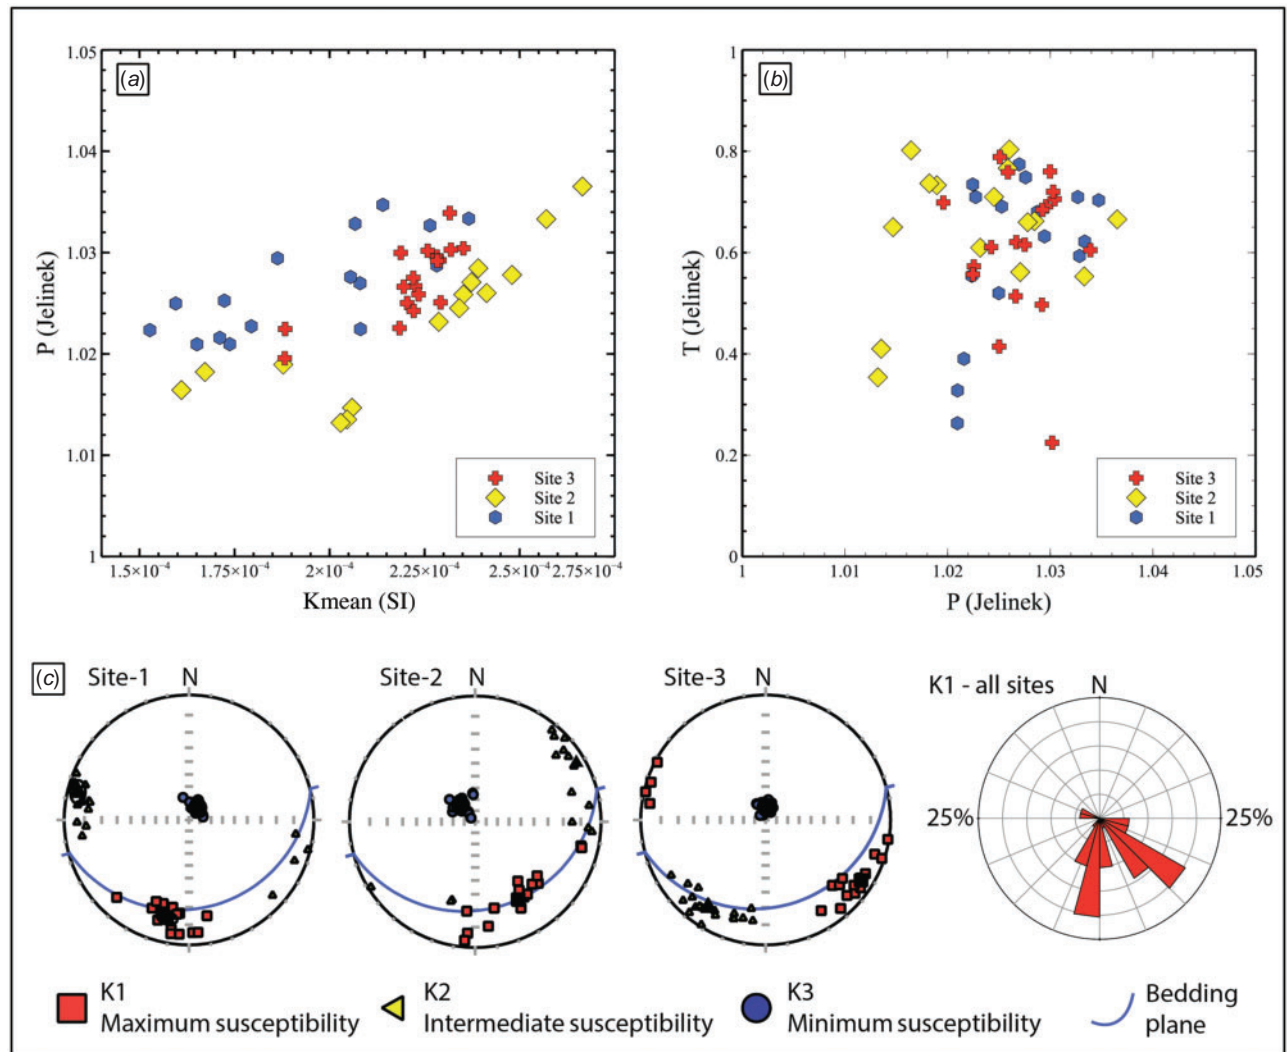 (a)
P (Jelinek)
1.05
1.04
1.03
1.02
1.01
1
1.5×10⁻⁴ 1.75×10⁻⁴ 2×10⁻⁴ 2.25×10⁻⁴ 2.5×10⁻⁴ 2.75×10⁻⁴
Kmean (SI)
Site 3
Site 2
Site 1
(b)
T (Jelinek)
1
0.8
0.6
0.4
0.2
0
1 1.01 1.02 1.03 1.04 1.05
P (Jelinek)
Site 3
Site 2
Site 1
(c)
Site-1 N
Site-2 N
Site-3 N
K1 - all sites N
25% 25%
K1
Maximum susceptibility
K2
Intermediate susceptibility
K3
Minimum susceptibility
Bedding
plane